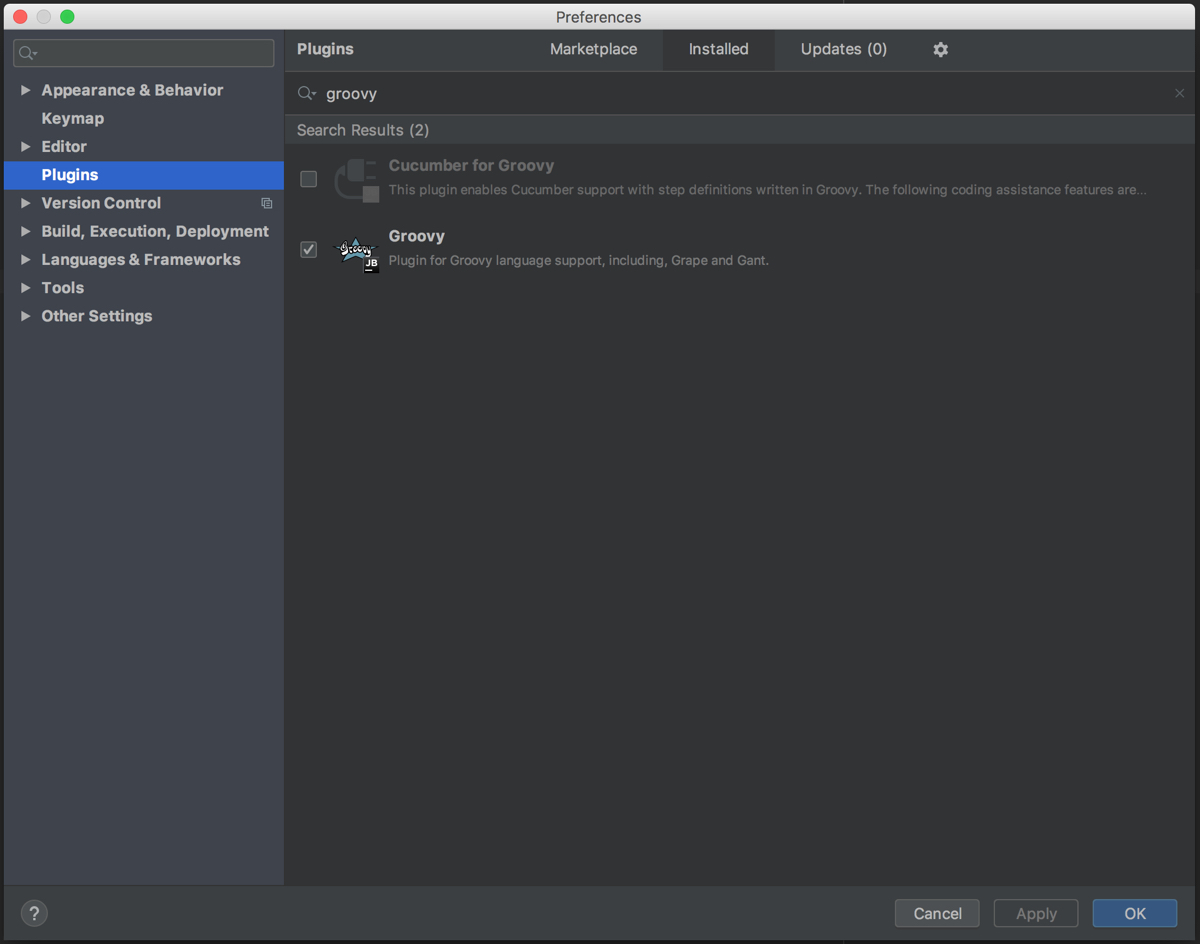 Preferences
Plugins
Marketplace
Installed
Updates (0)
groovy
Search Results (2)
Appearance & Behavior
Keymap
Editor
Plugins
Version Control
Build, Execution, Deployment
Languages & Frameworks
Tools
Other Settings
Cucumber for Groovy
This plugin enables Cucumber support with step definitions written in Groovy. The following coding assistance features are...
Groovy
JB
Groovy
Plugin for Groovy language support, including, Grape and Gant.
?
Cancel
Apply
OK